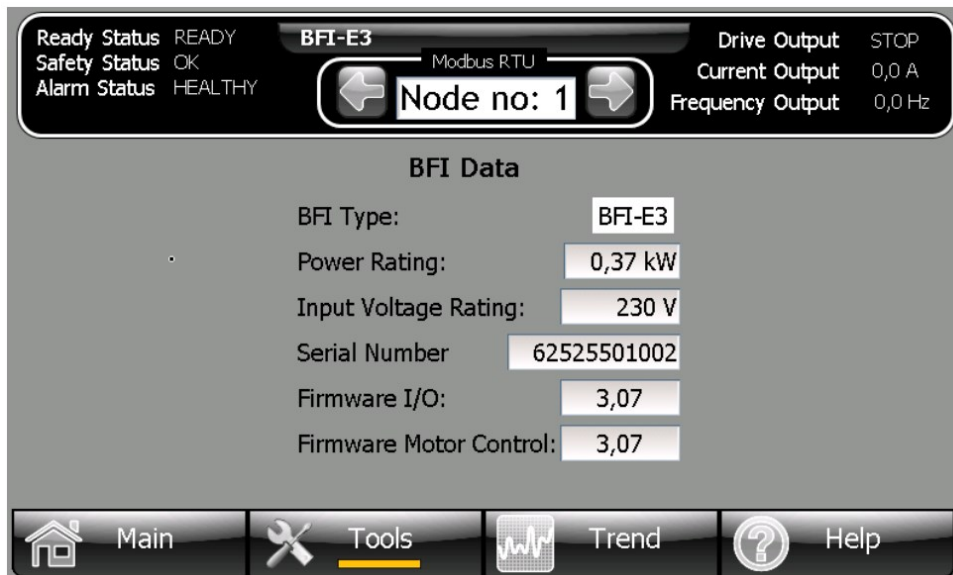 Ready Status READY
Safety Status OK
Alarm Status HEALTHY
BFI-E3
Modbus RTU
Node no: 1
Drive Output STOP
Current Output 0,0 A
Frequency Output 0,0 Hz
BFI Data
BFI Type: BFI-E3
Power Rating: 0,37 kW
Input Voltage Rating: 230 V
Serial Number 62525501002
Firmware I/O: 3,07
Firmware Motor Control: 3,07
Main Tools Trend Help